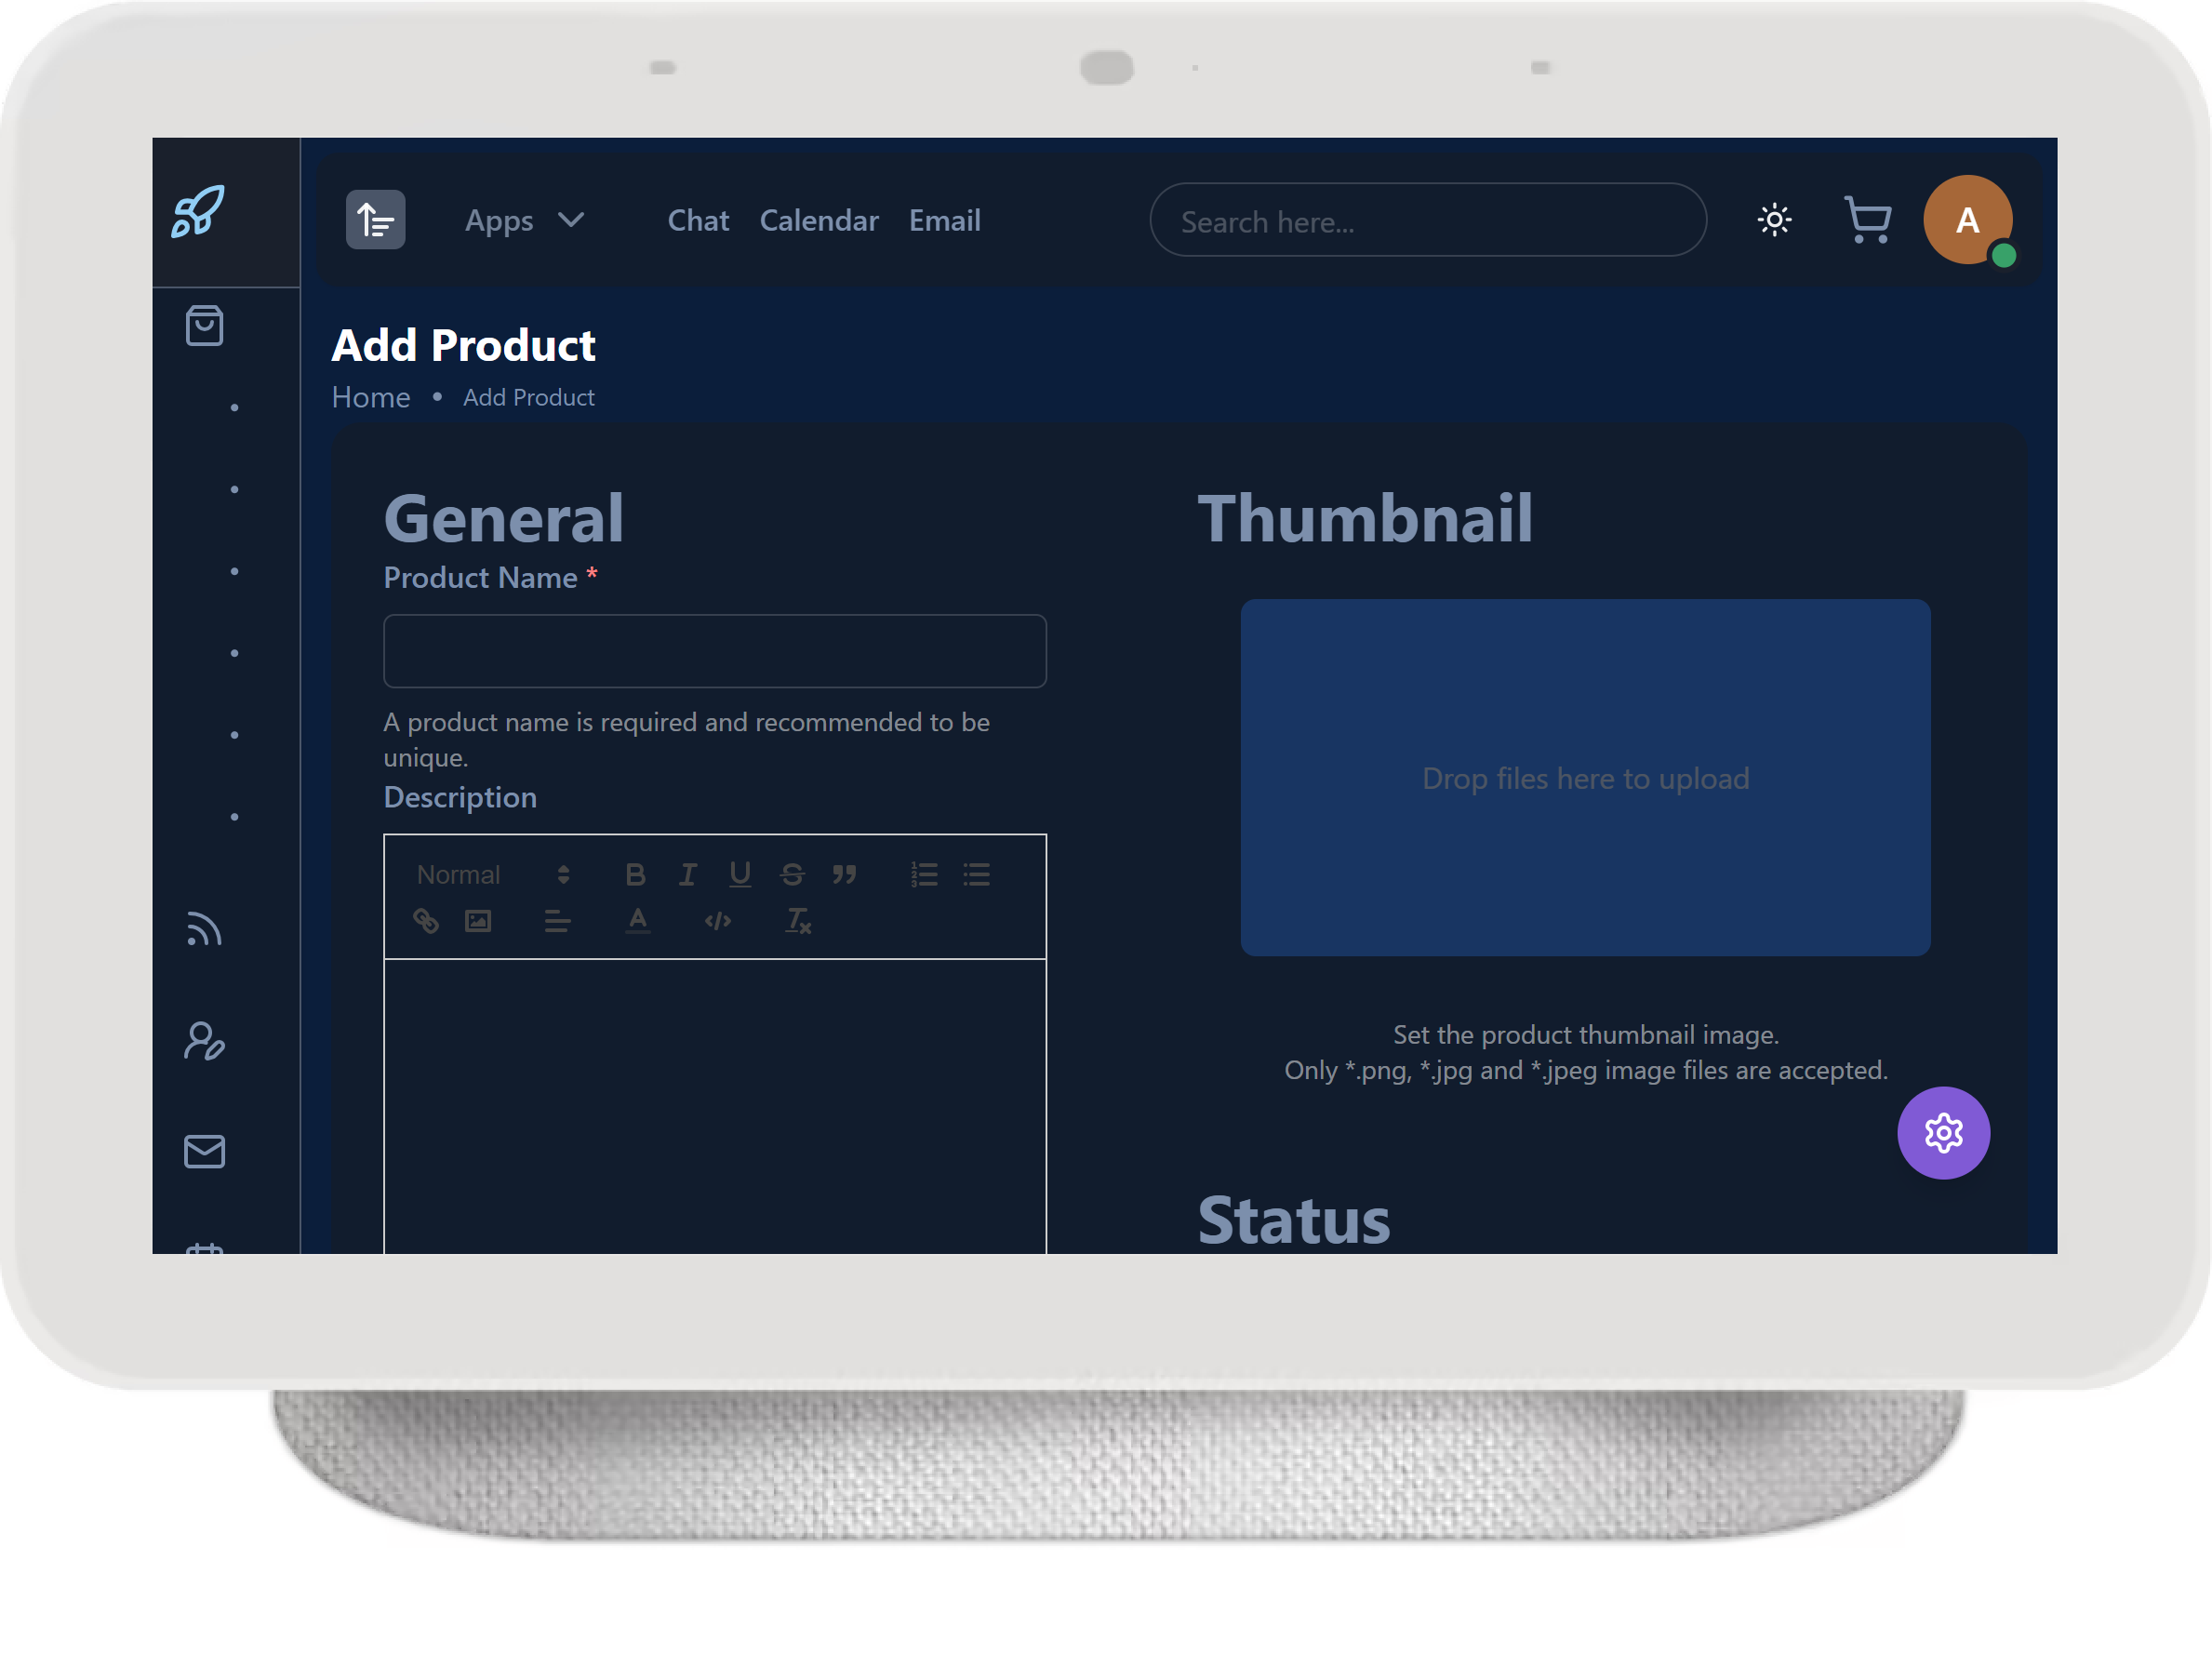 Apps
Chat
Calendar
Email
Search here...
A
Add Product
Home • Add Product
General
Product Name *
A product name is required and recommended to be
unique.
Description
Normal
Thumbnail
Drop files here to upload
Set the product thumbnail image.
Only *.png, *.jpg and *.jpeg image files are accepted.
Status